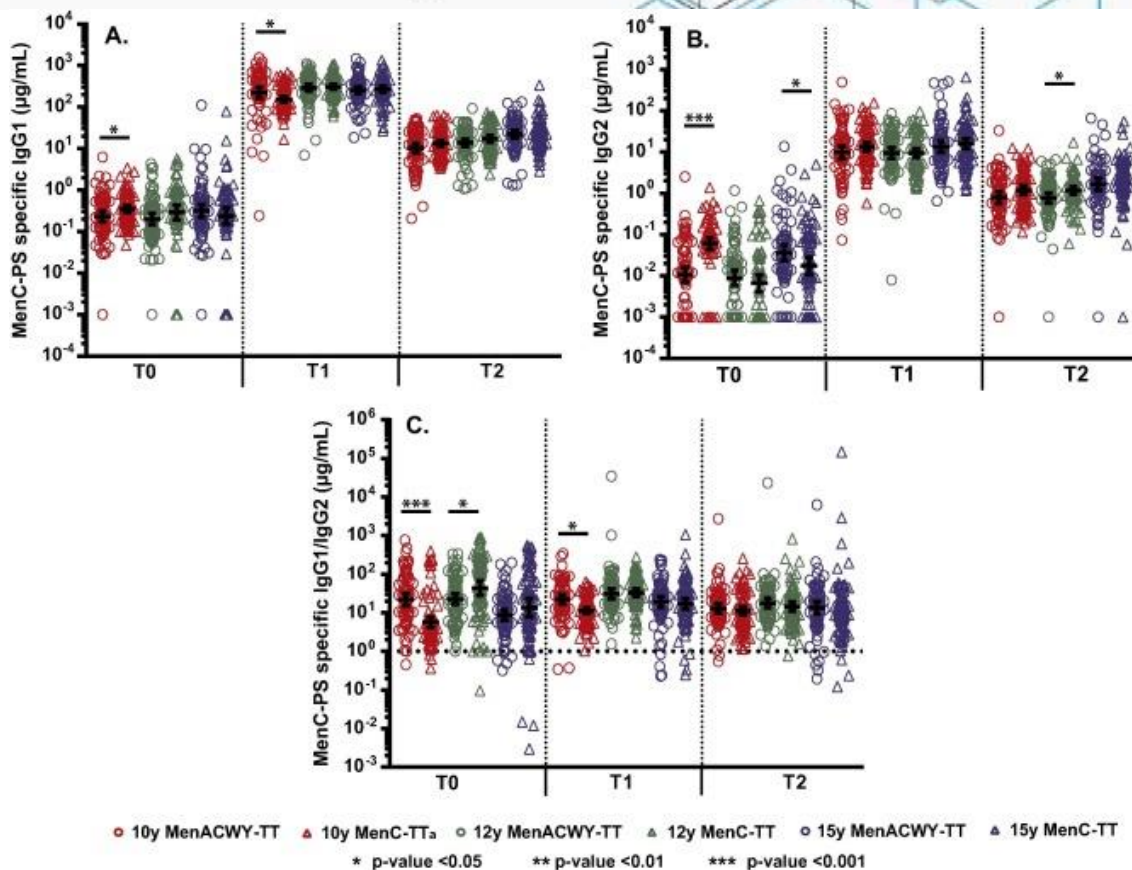 A.
MenC-PS specific IgG1 (µg/mL)
10⁴
10³
10²
10¹
10⁰
10⁻¹
10⁻²
10⁻³
10⁻⁴
*
*
T0
T1
T2
B.
MenC-PS specific IgG2 (µg/mL)
10⁴
10³
10²
10¹
10⁰
10⁻¹
10⁻²
10⁻³
10⁻⁴
***
*
*
T0
T1
T2
C.
MenC-PS specific IgG1/IgG2 (µg/mL)
10⁶
10⁵
10⁴
10³
10²
10¹
10⁰
10⁻¹
10⁻²
10⁻³
***
*
*
T0
T1
T2
10y MenACWY-TT 10y MenC-TTa 12y MenACWY-TT 12y MenC-TT 15y MenACWY-TT 15y MenC-TT
* p-value <0.05 ** p-value <0.01 *** p-value <0.001